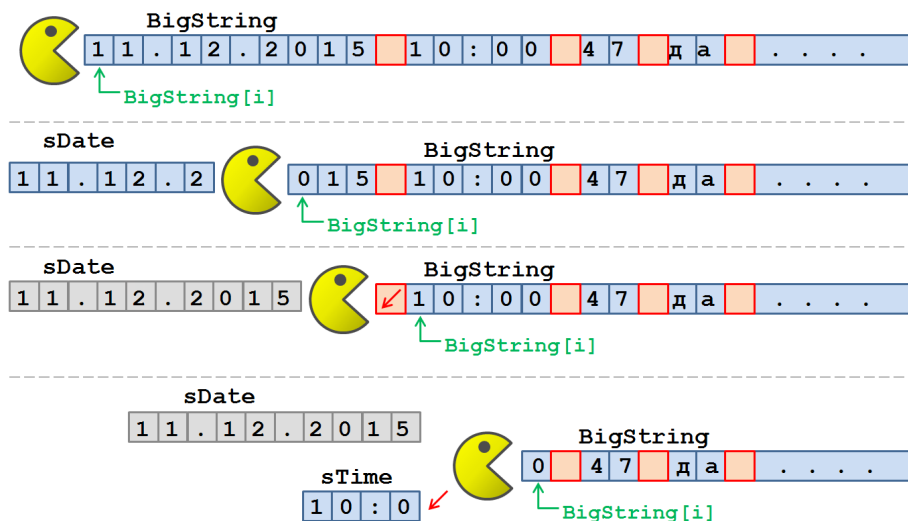 BigString
11.12.2015 10:00 47 да ....
BigString[i]
sDate BigString
11.12.2 015 10:00 47 да ....
BigString[i]
sDate BigString
11.12.2015 10:00 47 да ....
BigString[i]
sDate
11.12.2015
BigString
0 47 да ....
sTime
10:0
BigString[i]